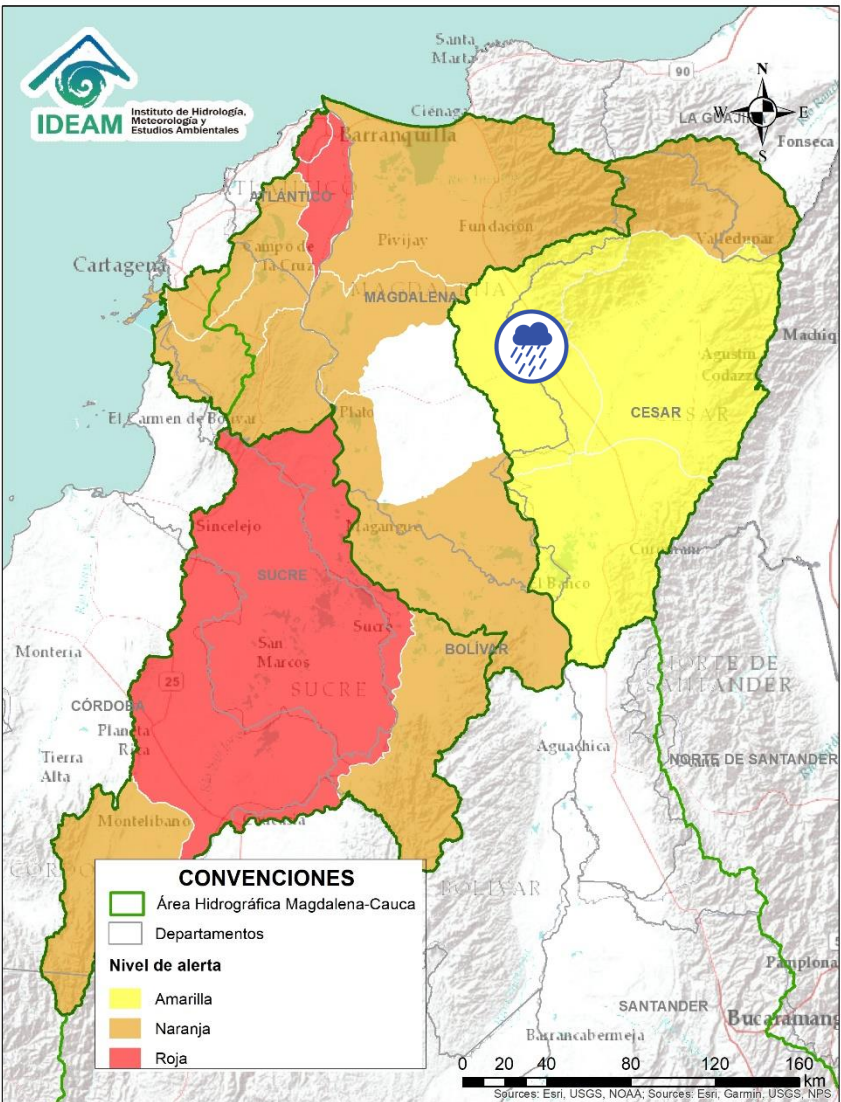 IDEAM
Instituto de Hidrología,
Meteorología y
Estudios Ambientales
Santa
Marta
90
N
W
E
S
LA GUAJIRA
Fonseca
Ciénaga
Barranquilla
ATLÁNTICO
Campo de
la Cruz
Pivijay
Fundación
Valledupar
Cartagena
MAGDALENA
Machiq
Agustín
Codazzi
CESAR
El Carmen de Bolívar
Plato
Sincelejo
Magangué
SUCRE
El Banco
Sucre
BOLÍVAR
San
Marcos
SUCRE
Montería
25
CÓRDOBA
Planeta
Rica
Tierra
Alta
NORTE DE
SANTANDER
NORTE DE SANTANDER
Aguachica
Montelíbano
BOLÍVAR
Pamplona
SANTANDER
Bucaramang
Barrancabermeja
CONVENCIONES
Área Hidrográfica Magdalena-Cauca
Departamentos
Nivel de alerta
Amarilla
Naranja
Roja
0 20 40 80 120 160
km
Sources: Esri, USGS, NOAA; Sources: Esri, Garmin, USGS, NPS